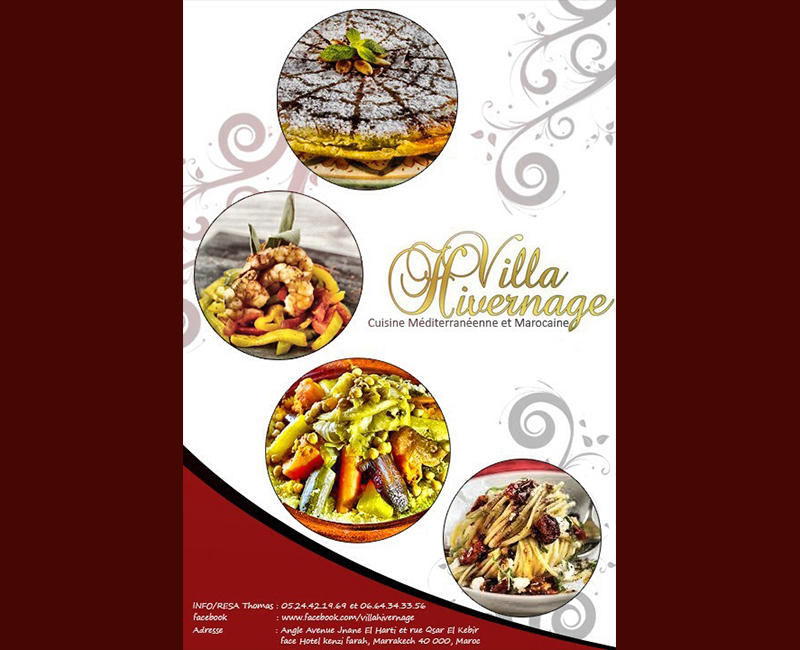 Villa
Hivernage
Cuisine Méditerranéenne et Marocaine
INFO/RESA Thomas : 05.24.42.19.69 et 06.64.34.33.56
facebook : www.facebook.com/villahivernage
Adresse : Angle Avenue Jnane El Harti et rue Qsar El Kebir
face Hotel kenzi farah, Marrakech 40 000, Maroc